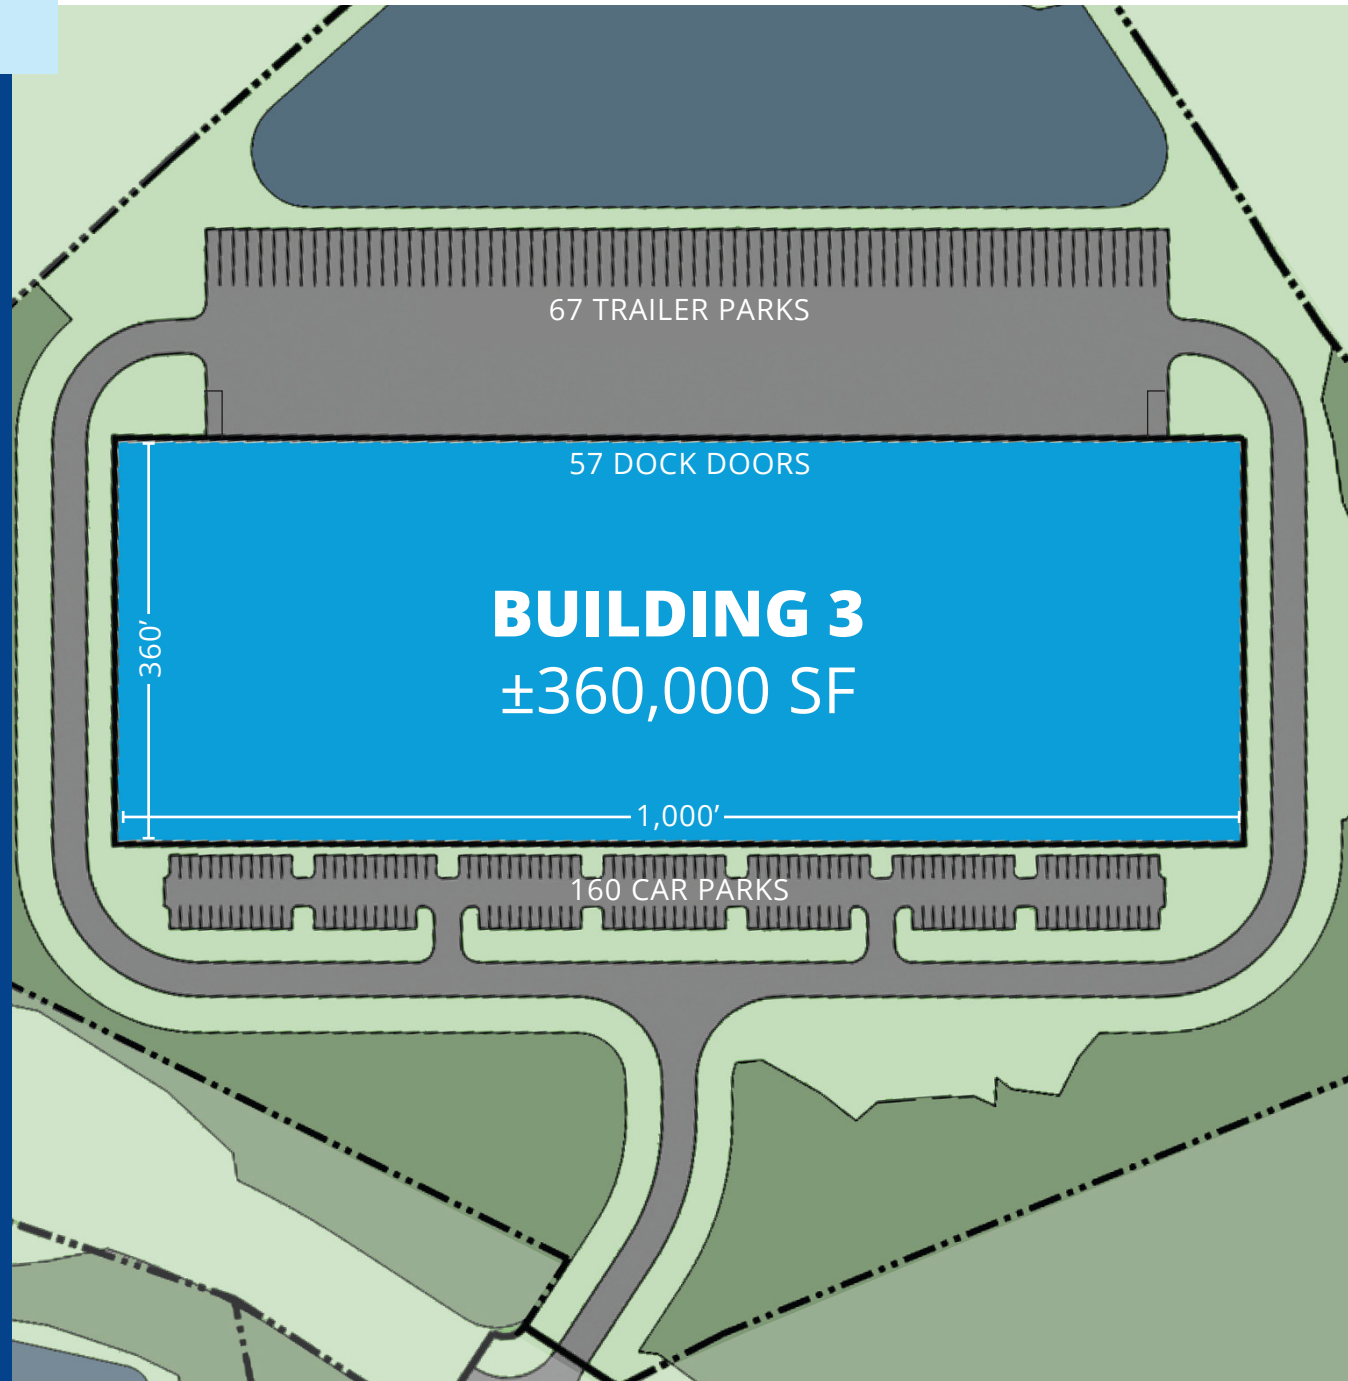 67 TRAILER PARKS
57 DOCK DOORS
BUILDING 3
±360,000 SF
360’
1,000’
160 CAR PARKS